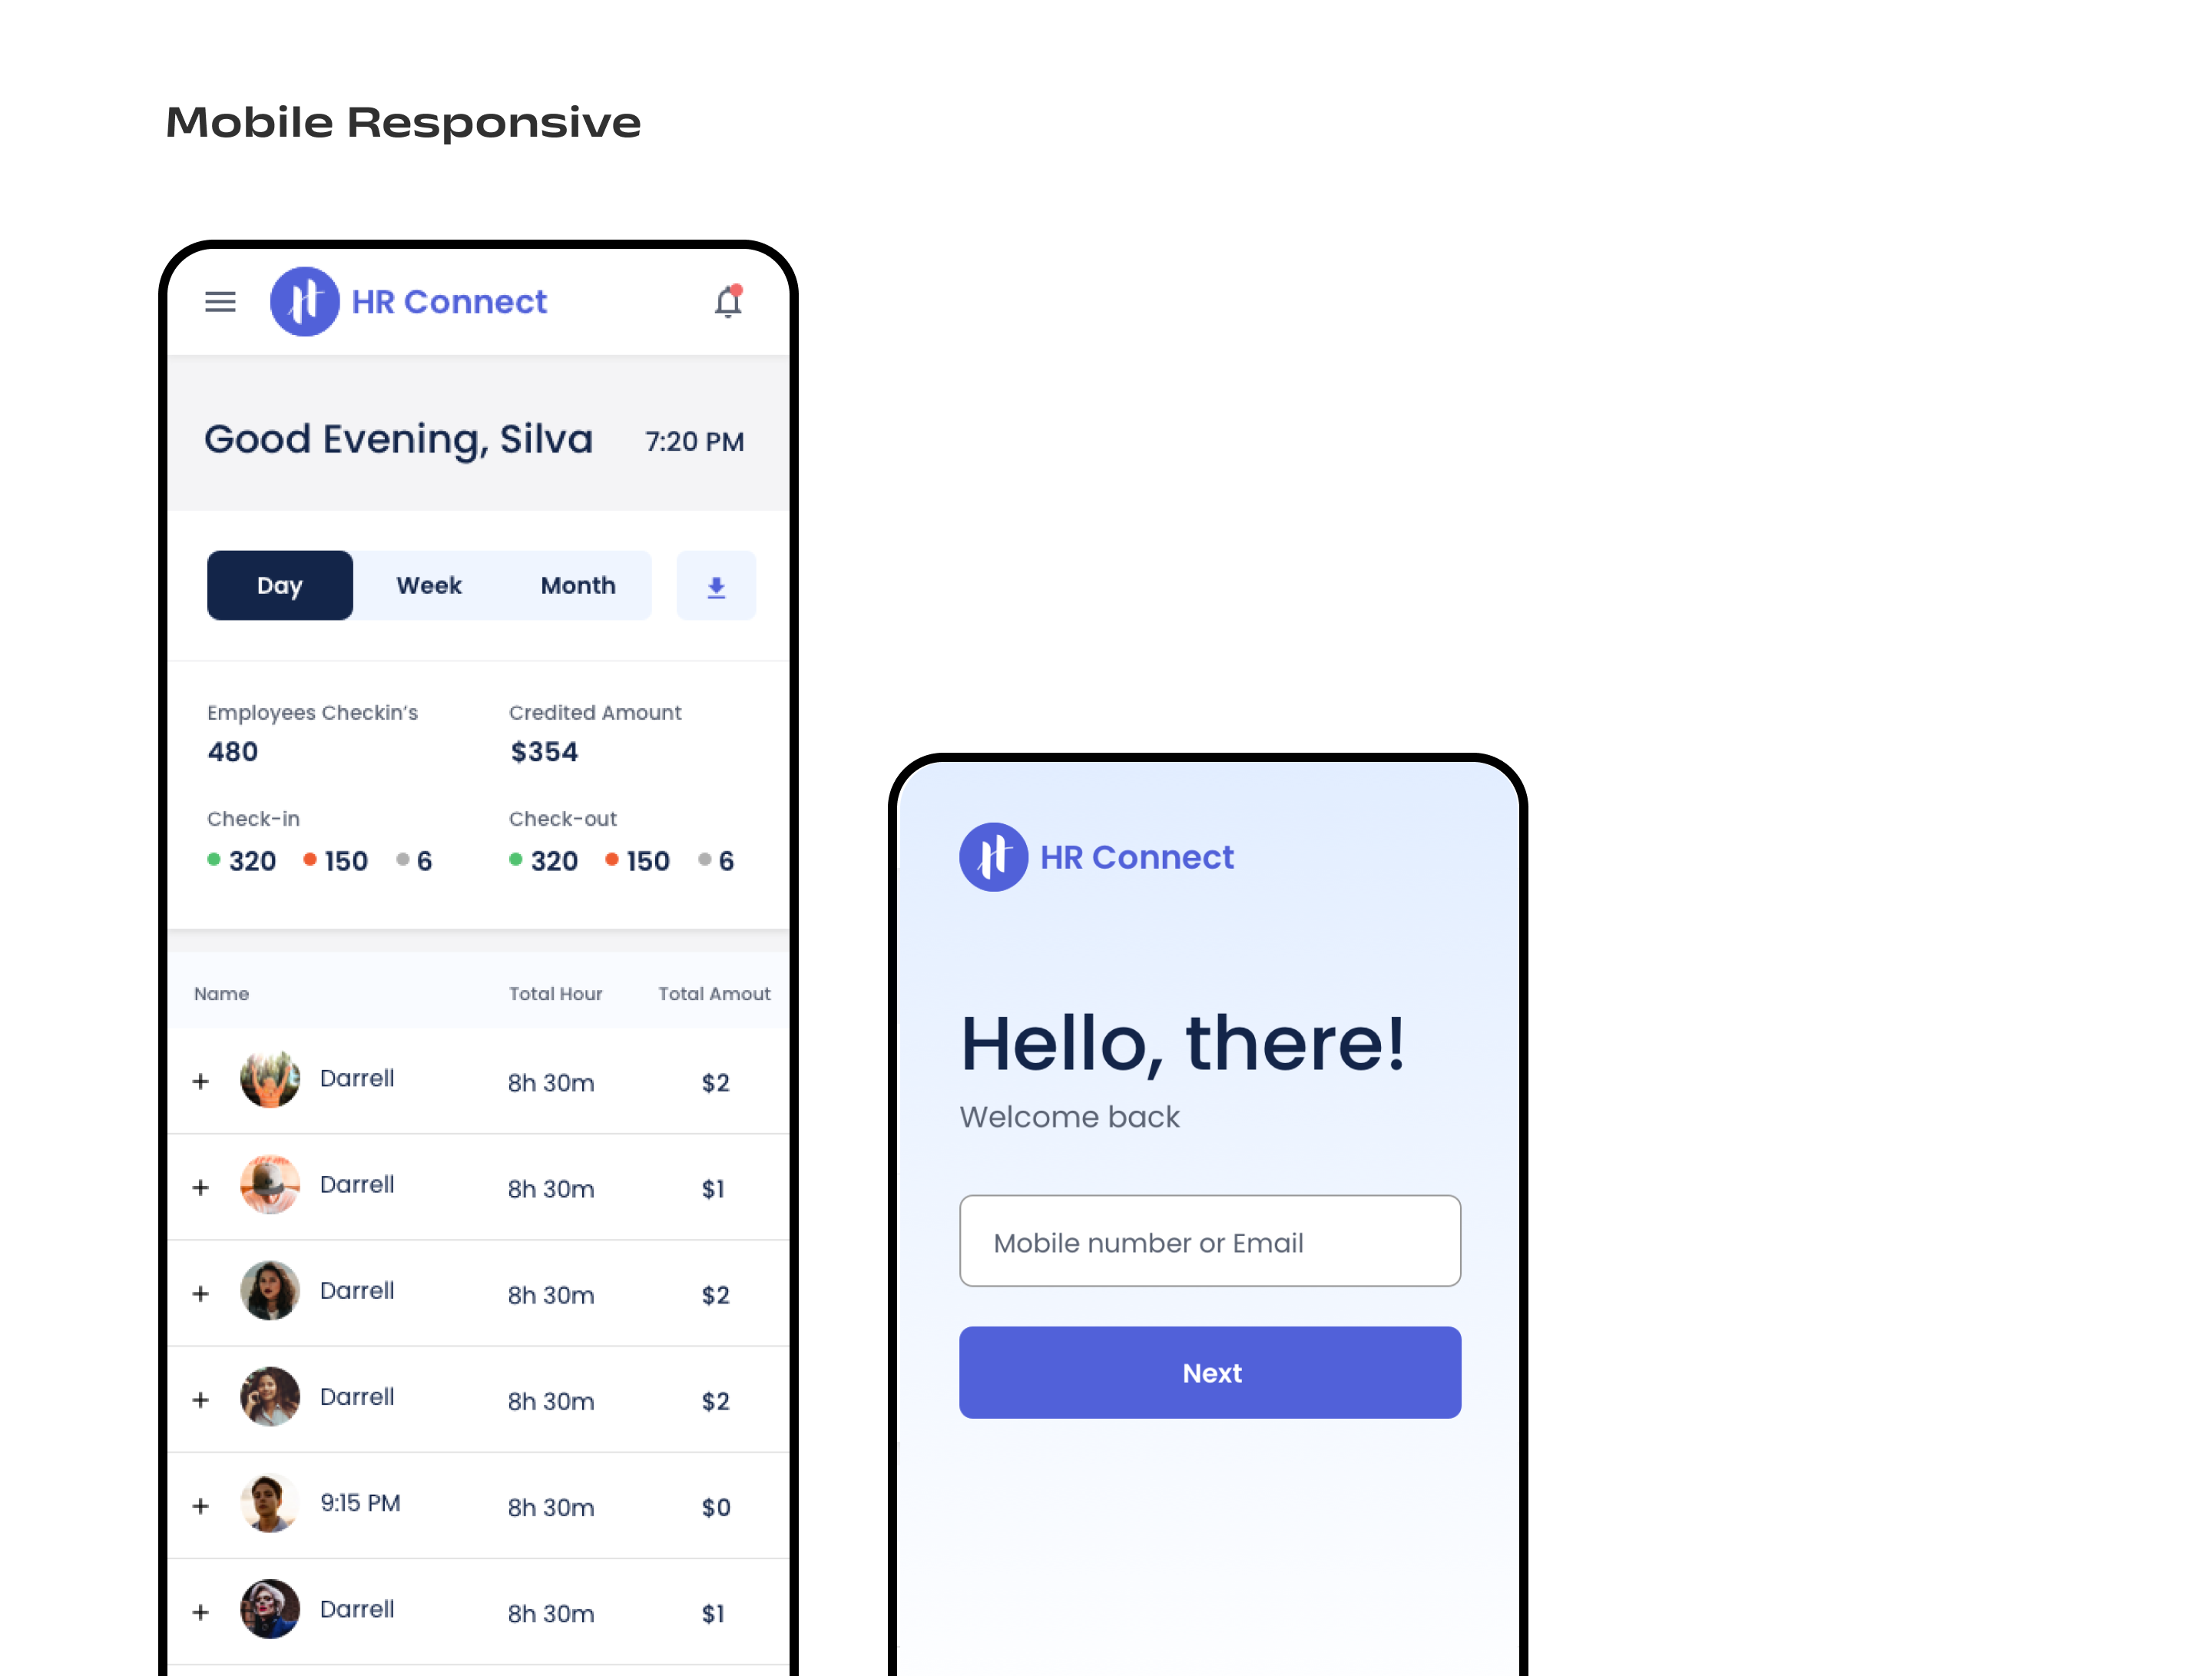 Mobile Responsive
HR Connect
Good Evening, Silva 7:20 PM
Day Week Month
Employees Checkin's Credited Amount
480 $354
Check-in Check-out
320 150 6 320 150 6
Name Total Hour Total Amout
+ Darrell 8h 30m $2
+ Darrell 8h 30m $1
+ Darrell 8h 30m $2
+ Darrell 8h 30m $2
+ 9:15 PM 8h 30m $0
+ Darrell 8h 30m $1
HR Connect
Hello, there!
Welcome back
Mobile number or Email
Next